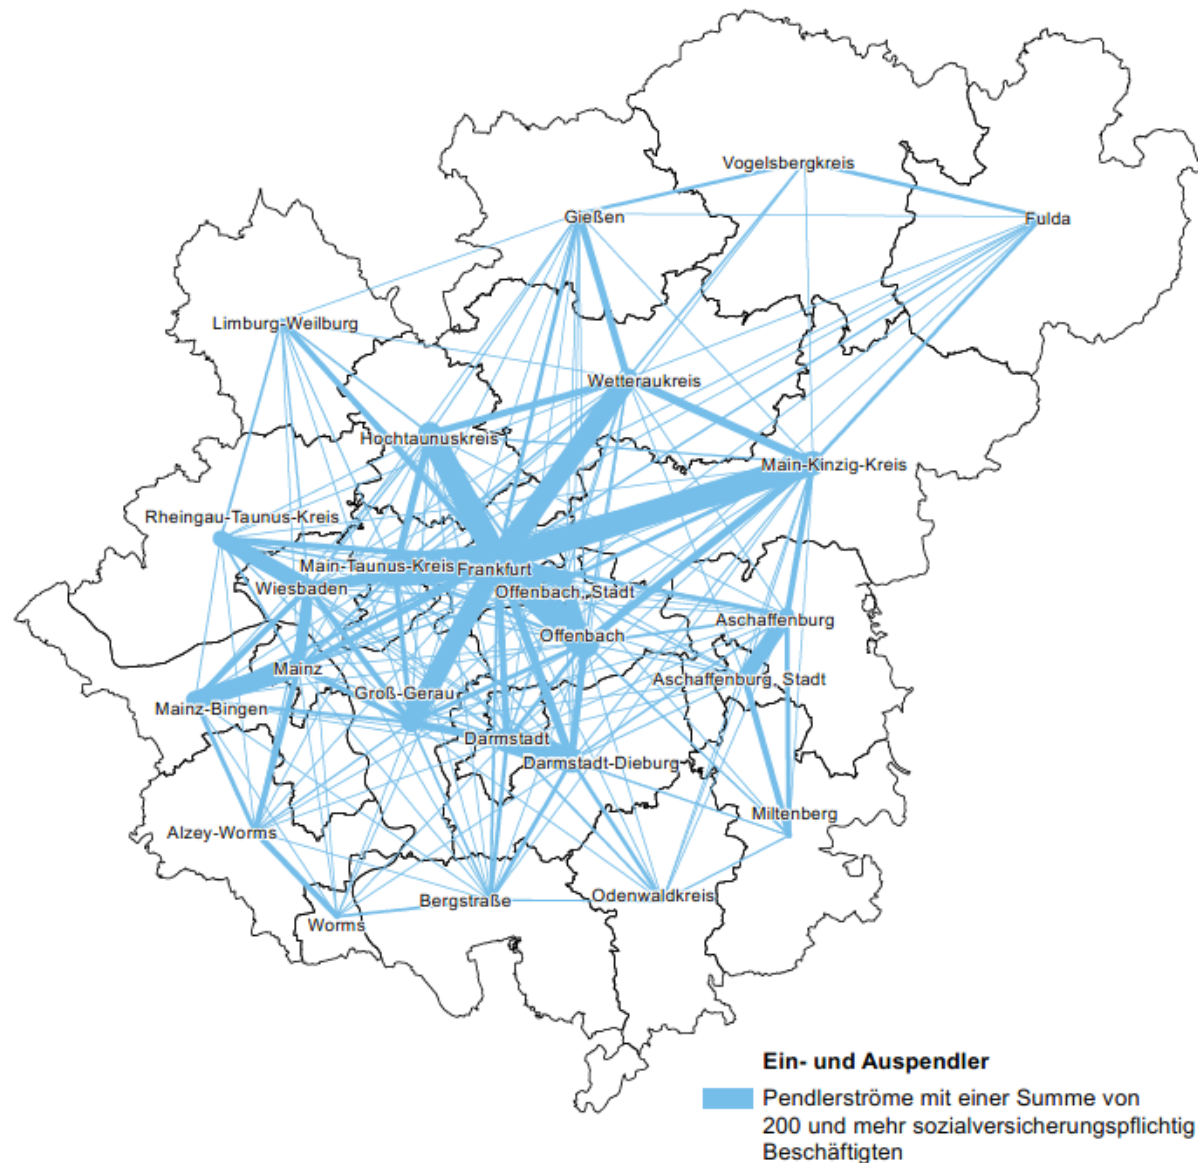 Vogelsbergkreis
Gießen
Fulda
Limburg-Weilburg
Wetteraukreis
Hochtaunuskreis
Main-Kinzig-Kreis
Rheingau-Taunus-Kreis
Main-Taunus-Kreis
Frankfurt
Wiesbaden
Offenbach, Stadt
Aschaffenburg
Offenbach
Mainz
Aschaffenburg, Stadt
Groß-Gerau
Mainz-Bingen
Darmstadt
Darmstadt-Dieburg
Miltenberg
Alzey-Worms
Odenwaldkreis
Bergstraße
Worms
Ein- und Auspendler
Pendlerströme mit einer Summe von
200 und mehr sozialversicherungspflichtig
Beschäftigten